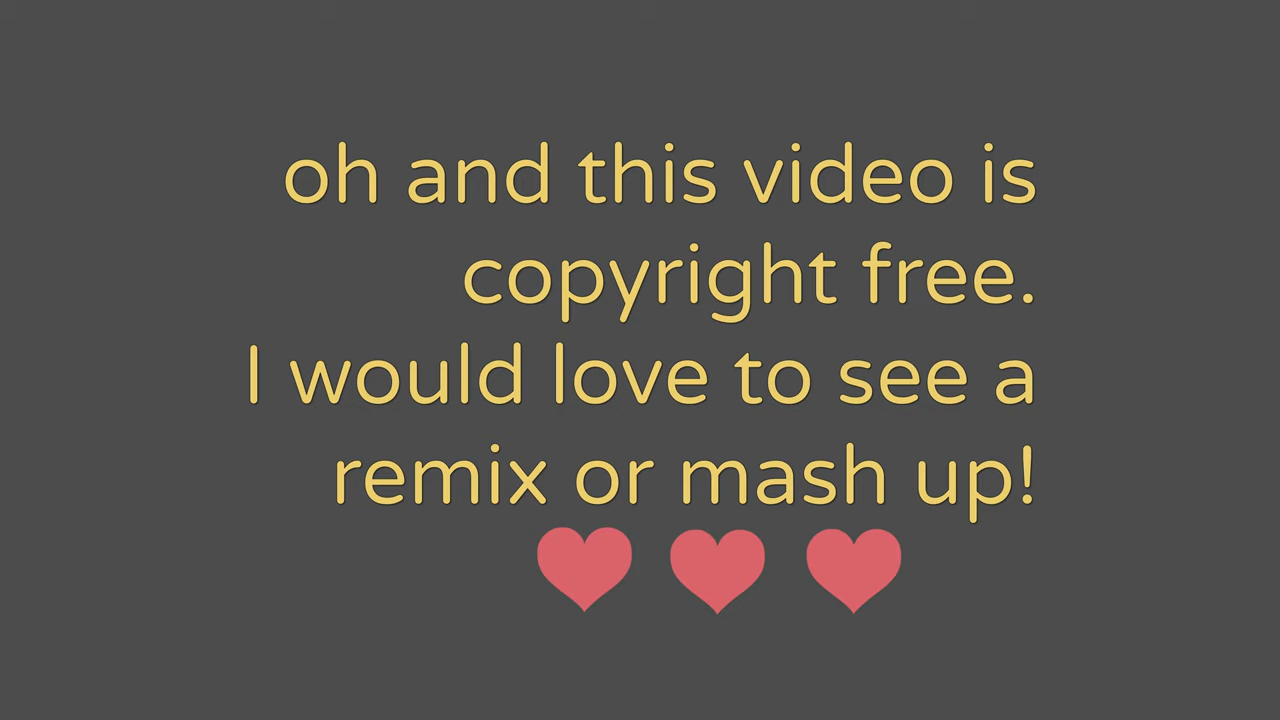 oh and this video is
copyright free.
I would love to see a
remix or mash up!